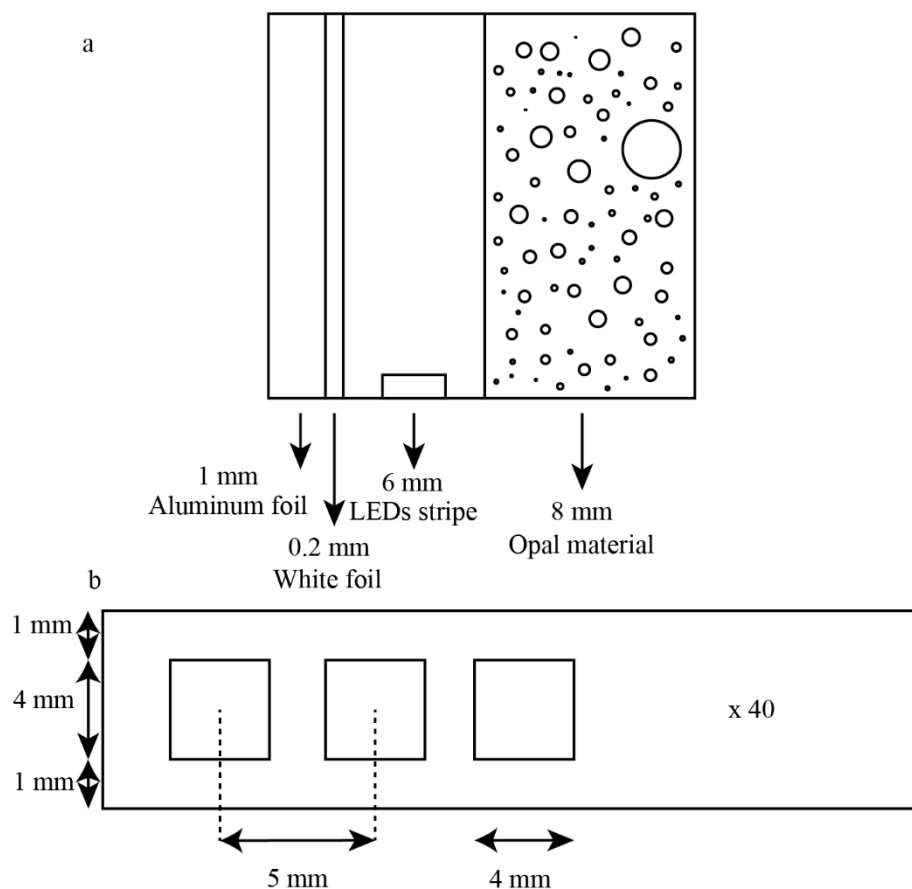 a
1 mm
Aluminum foil
0.2 mm
White foil
6 mm
LEDs stripe
8 mm
Opal material
b
1 mm
4 mm
1 mm
x 40
5 mm
4 mm